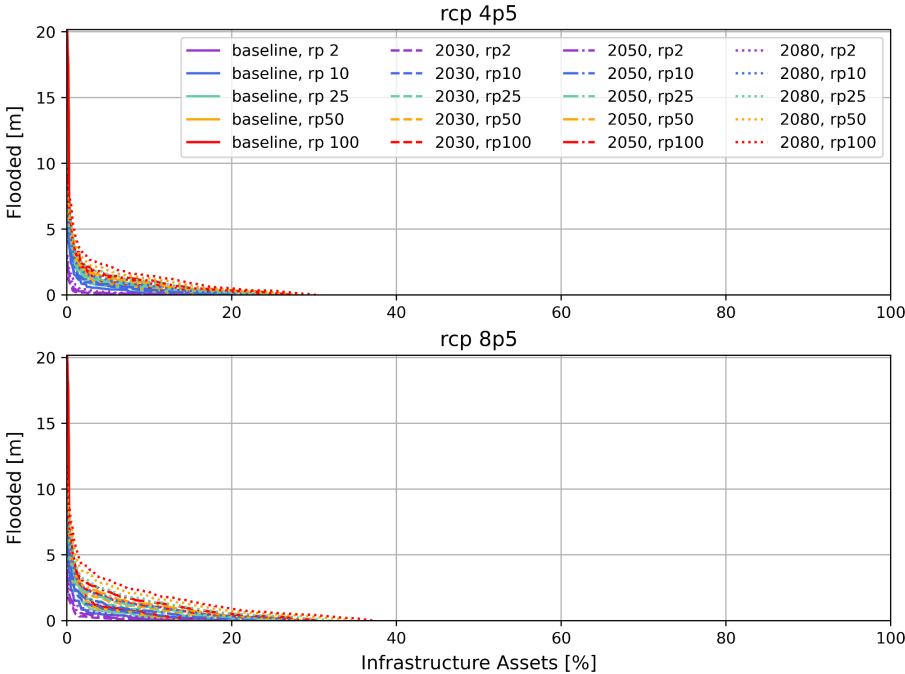 rcp 4p5
20
15
10
5
0
Flooded [m]
baseline, rp 2 2030, rp2 2050, rp2 2080, rp2
baseline, rp 10 2030, rp10 2050, rp10 2080, rp10
baseline, rp 25 2030, rp25 2050, rp25 2080, rp25
baseline, rp50 2030, rp50 2050, rp50 2080, rp50
baseline, rp 100 2030, rp100 2050, rp100 2080, rp100
0 20 40 60 80 100
rcp 8p5
20
15
10
5
0
Flooded [m]
0 20 40 60 80 100
Infrastructure Assets [%]